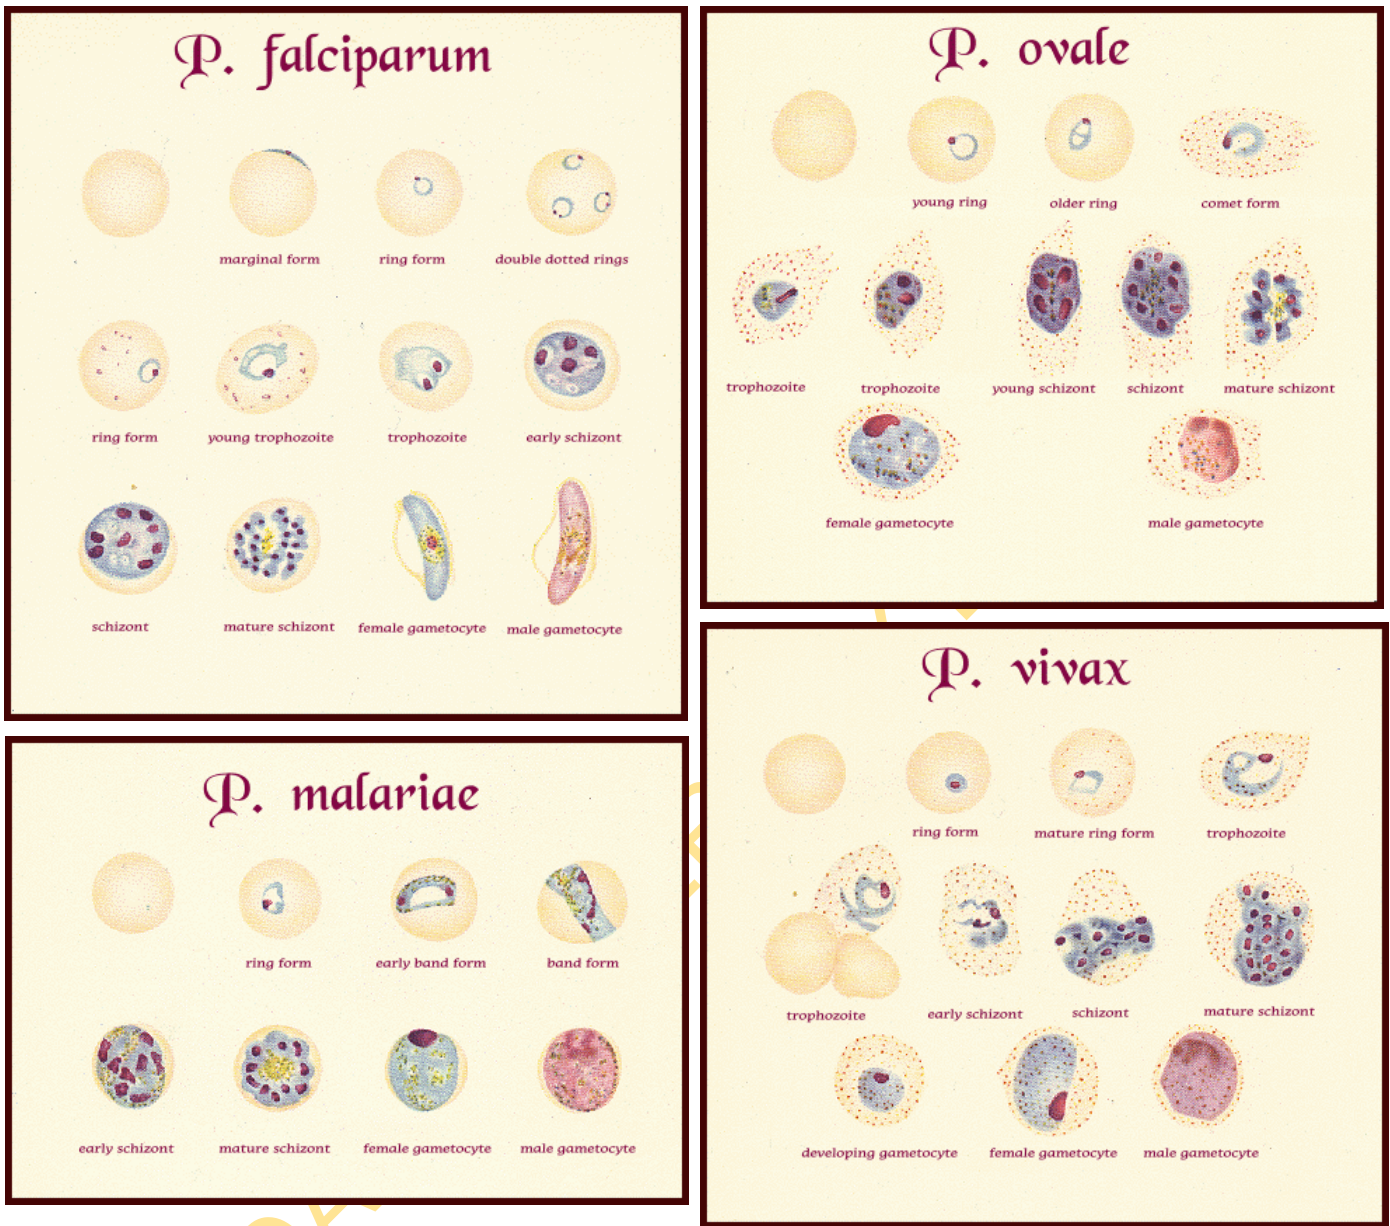 P. falciparum
marginal form
ring form
double dotted rings
ring form
young trophozoite
trophozoite
early schizont
schizont
mature schizont
female gametocyte
male gametocyte
P. ovale
young ring
older ring
comet form
trophozoite
trophozoite
young schizont
schizont
mature schizont
female gametocyte
male gametocyte
P. malariae
ring form
early band form
band form
early schizont
mature schizont
female gametocyte
male gametocyte
P. vivax
ring form
mature ring form
trophozoite
trophozoite
early schizont
schizont
mature schizont
developing gametocyte
female gametocyte
male gametocyte